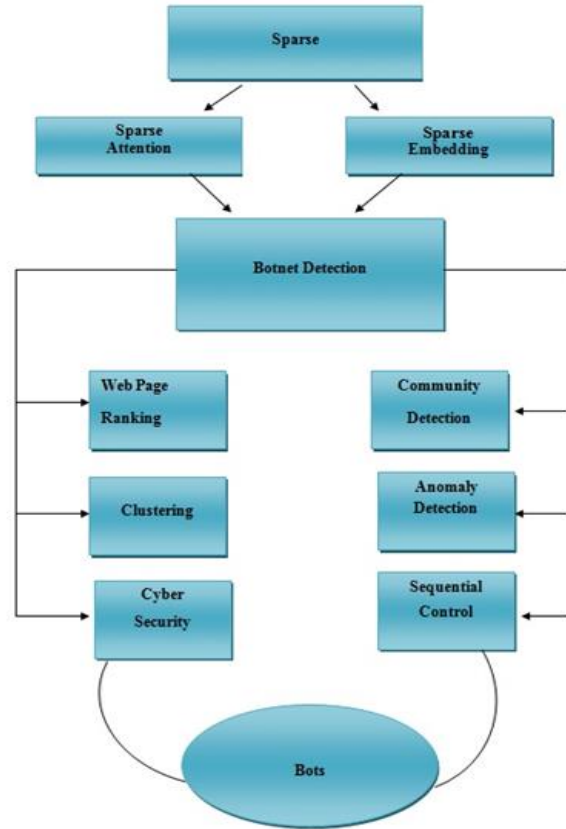 Sparse
Sparse
Attention
Sparse
Embedding
Botnet Detection
Web Page
Ranking
Community
Detection
Clustering
Anomaly
Detection
Cyber
Security
Sequential
Control
Bots